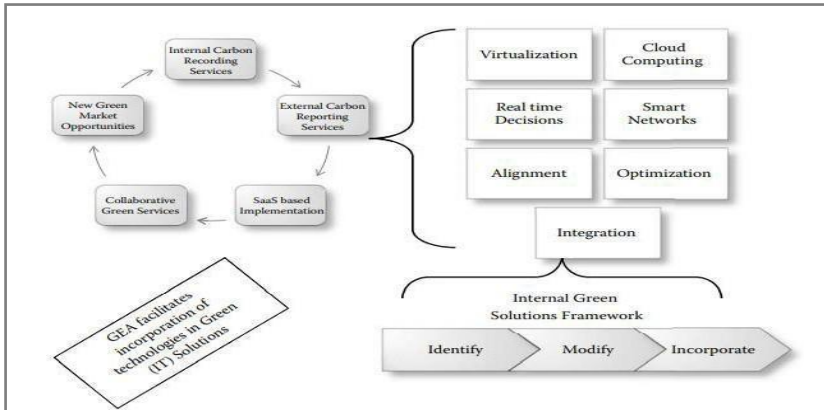 Internal Carbon
Recording Services
External Carbon
Reporting Services
SaaS based
Implementation
Collaborative
Green Services
New Green
Market
Opportunities
Virtualization
Cloud
Computing
Real time
Decisions
Smart
Networks
Alignment
Optimization
Integration
Internal Green
Solutions Framework
Identify
Modify
Incorporate
GEA facilitates
incorporation of
technologies in Green
(IT) Solutions